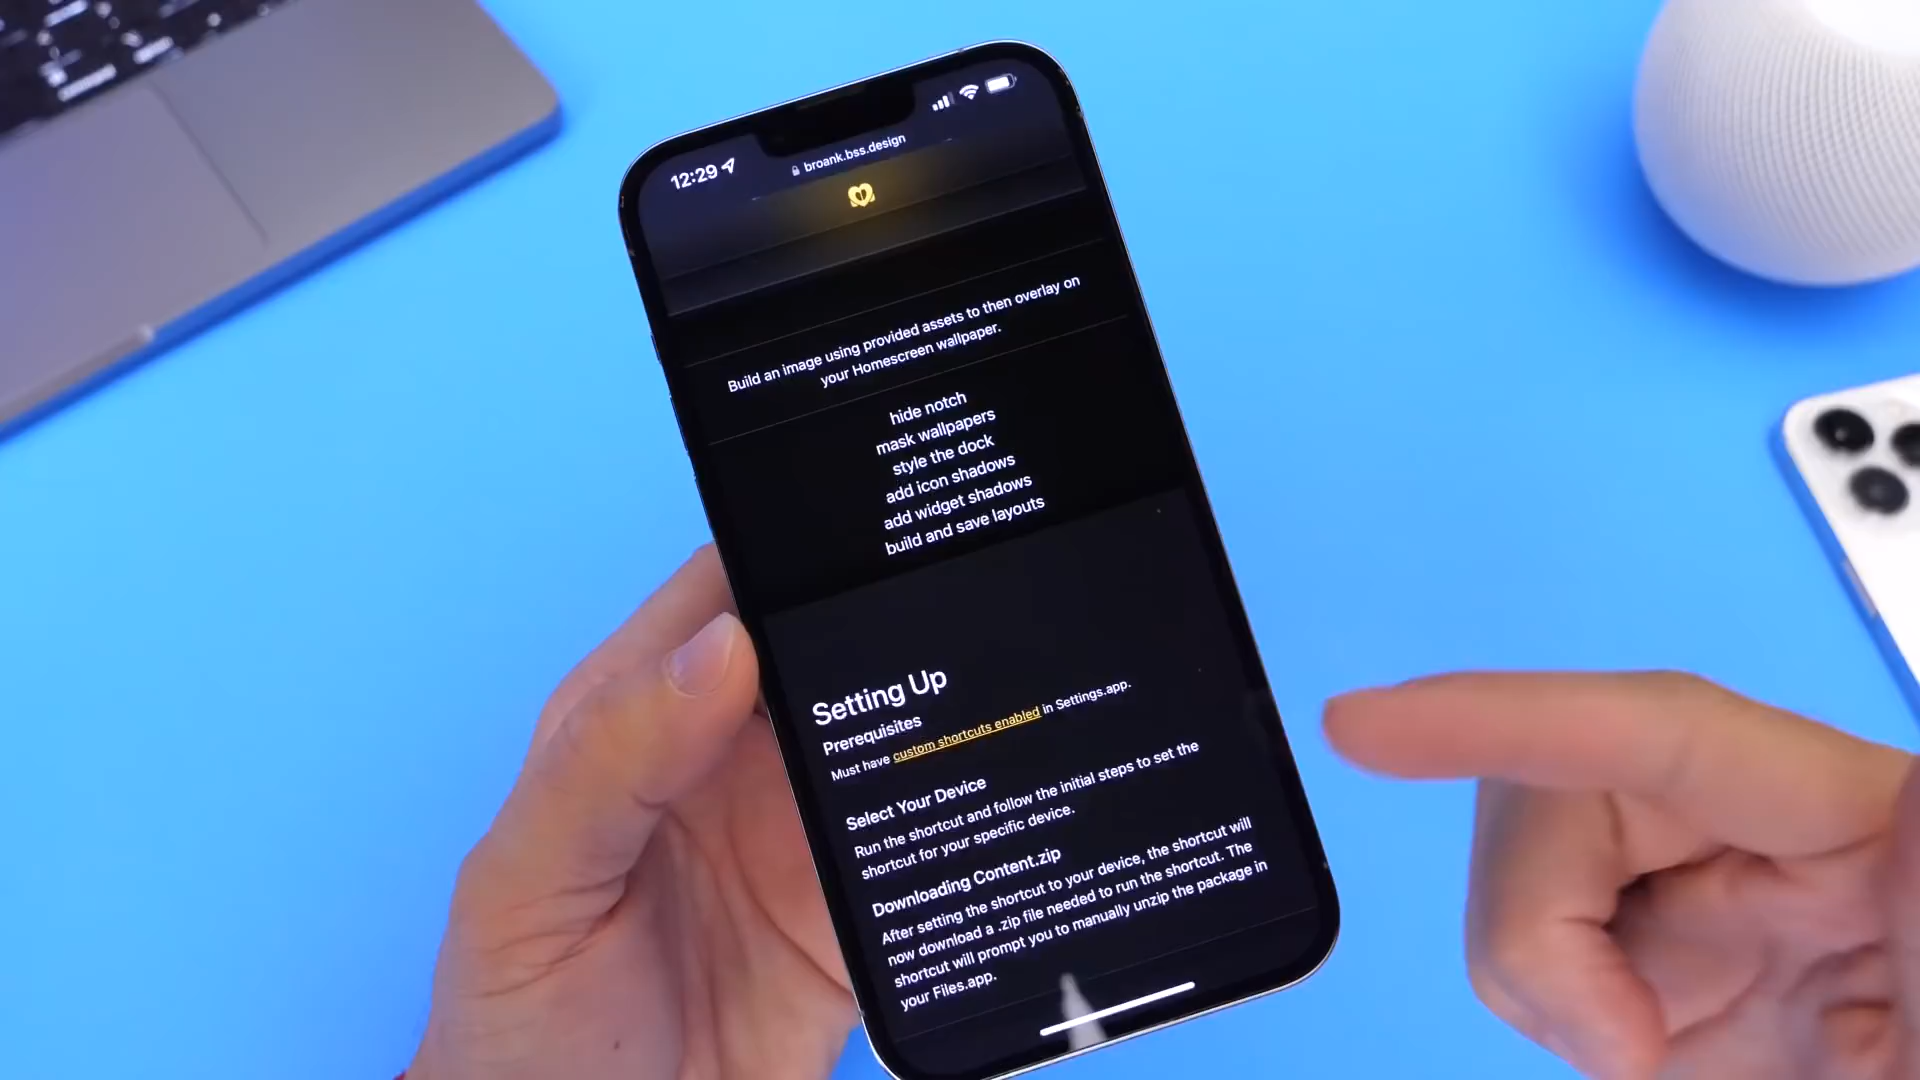 12:29
broank.bss.design
Build an image using provided assets to then overlay on
your Homescreen wallpaper.
hide notch
mask wallpapers
style the dock
add icon shadows
add widget shadows
build and save layouts
Setting Up
Prerequisites
Must have custom shortcuts enabled in Settings.app.
Select Your Device
Run the shortcut and follow the initial steps to set the
shortcut for your specific device.
Downloading Content.zip
After setting the shortcut to your device, the shortcut will
now download a .zip file needed to run the shortcut. The
shortcut will prompt you to manually unzip the package in
your Files.app.